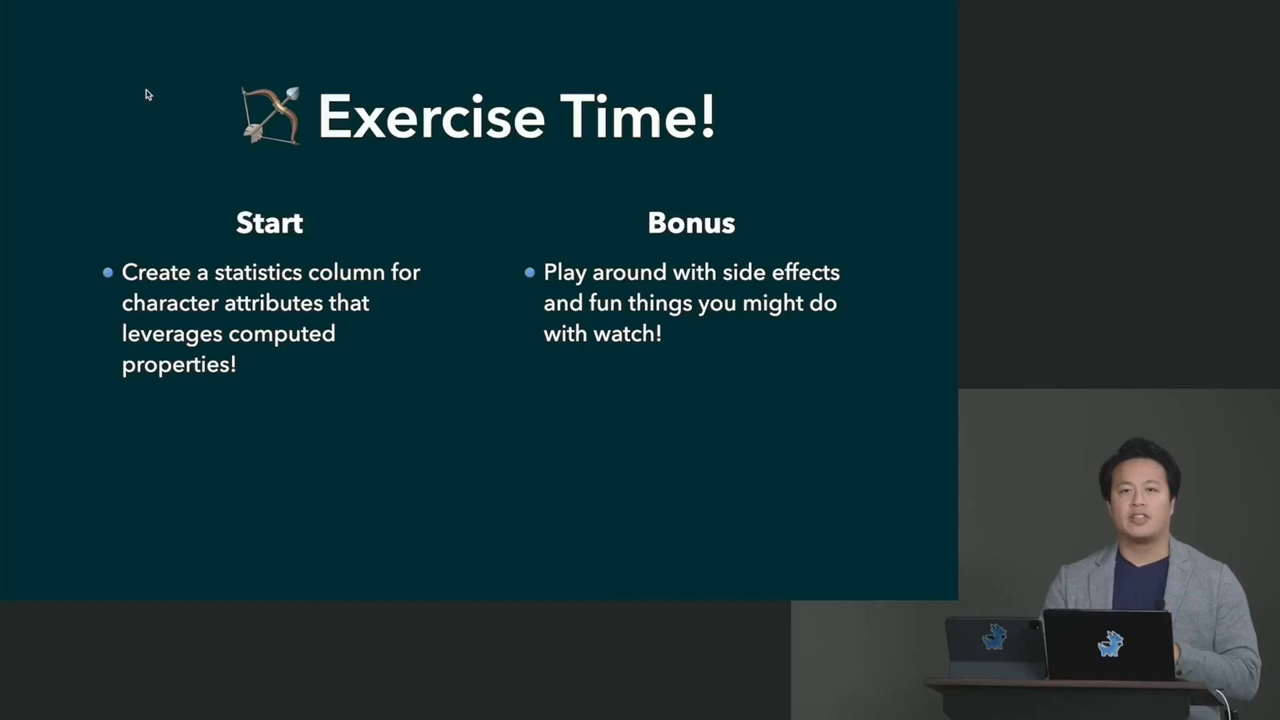 🏹 Exercise Time!
Start
• Create a statistics column for
character attributes that
leverages computed
properties!
Bonus
• Play around with side effects
and fun things you might do
with watch!